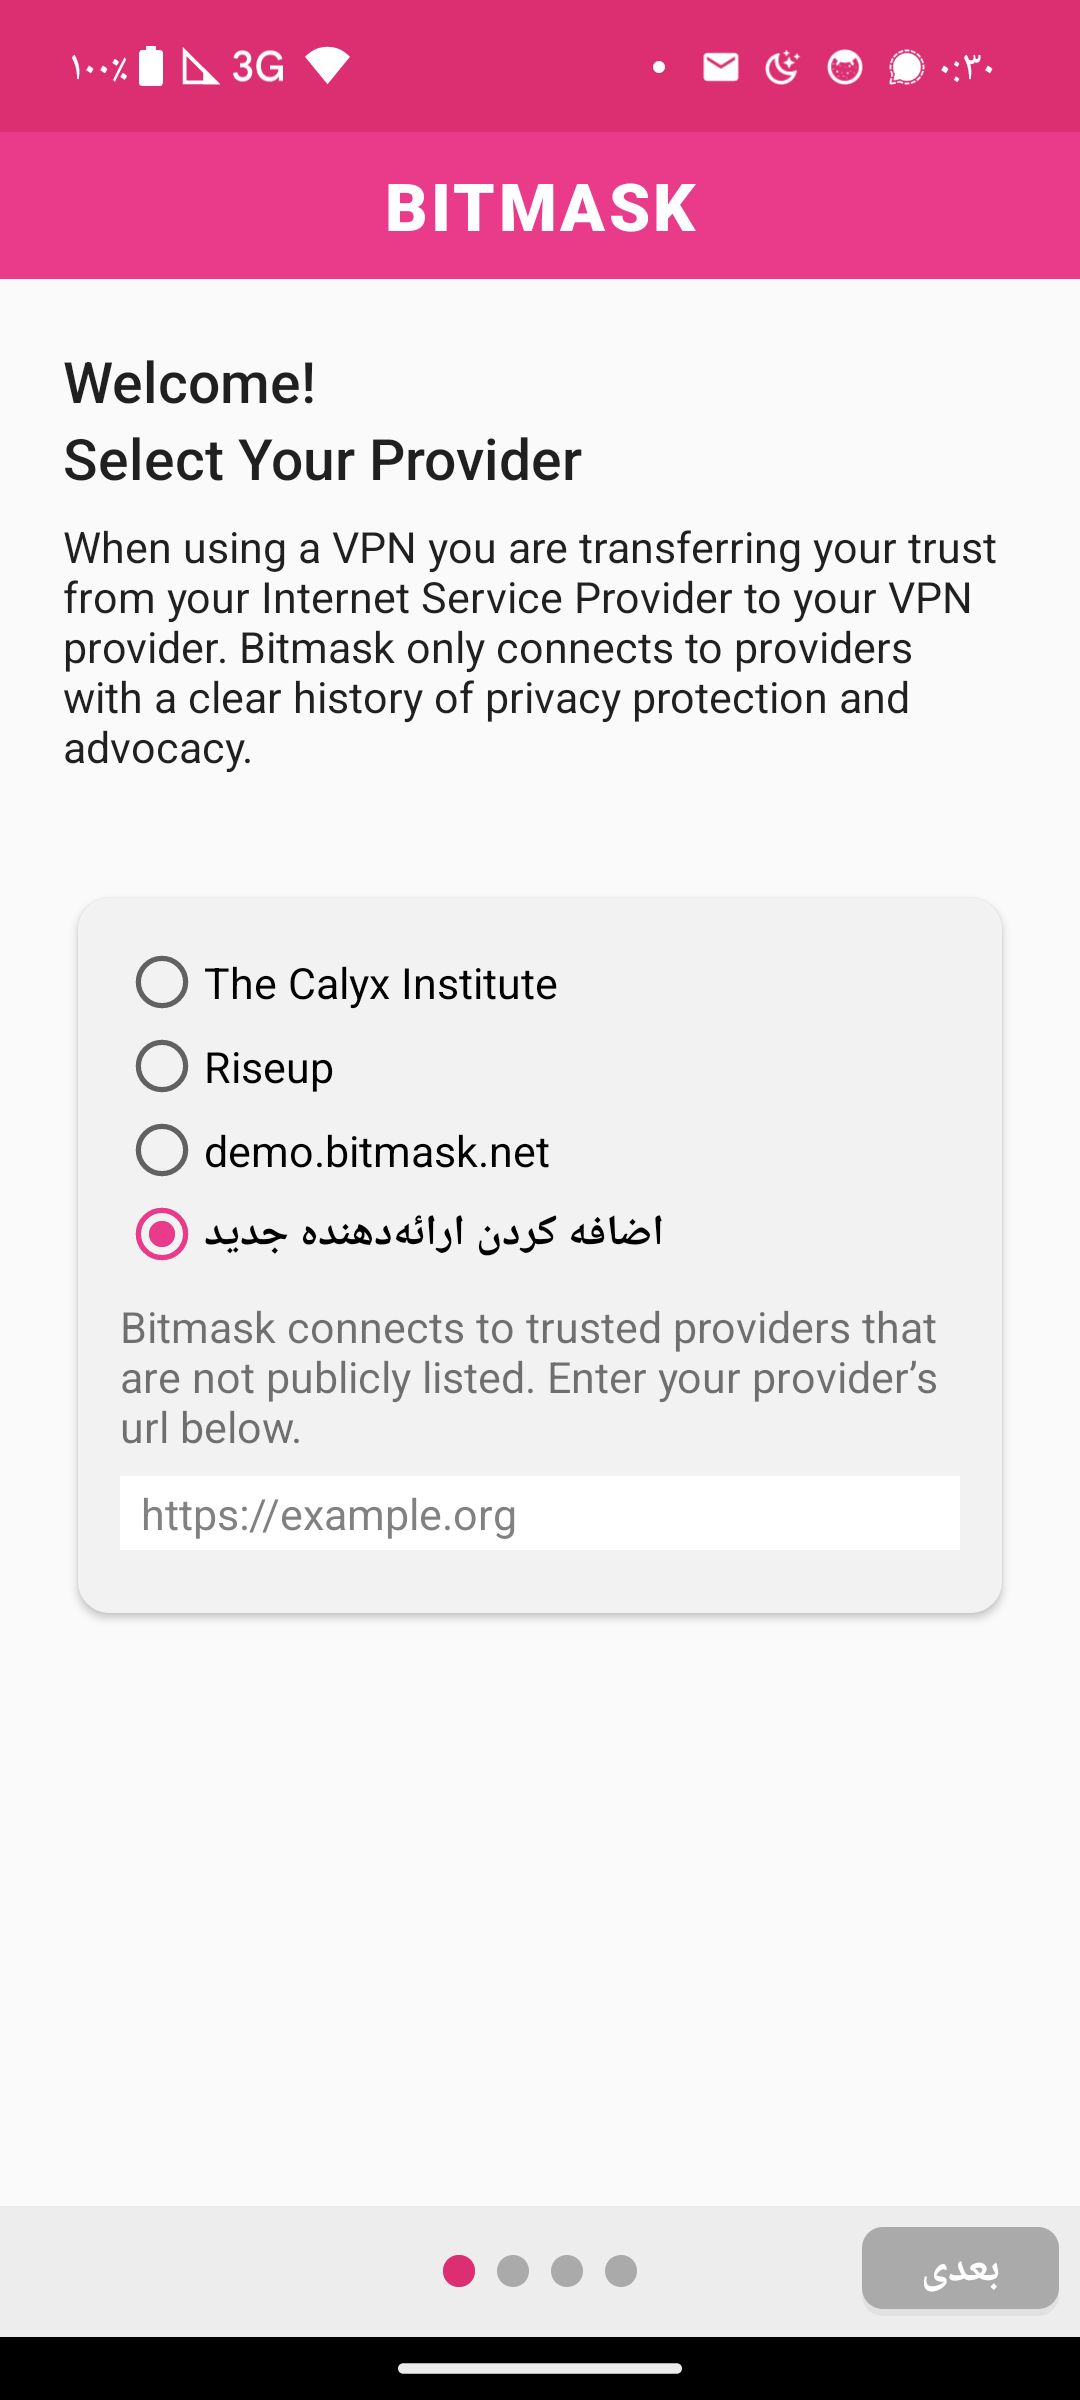 ۱۰۰٪ 3G ۰:۳۰
BITMASK
Welcome!
Select Your Provider
When using a VPN you are transferring your trust
from your Internet Service Provider to your VPN
provider. Bitmask only connects to providers
with a clear history of privacy protection and
advocacy.
The Calyx Institute
Riseup
demo.bitmask.net
اضافه کردن ارائه‌دهنده جدید
Bitmask connects to trusted providers that
are not publicly listed. Enter your provider’s
url below.
https://example.org
بعدی